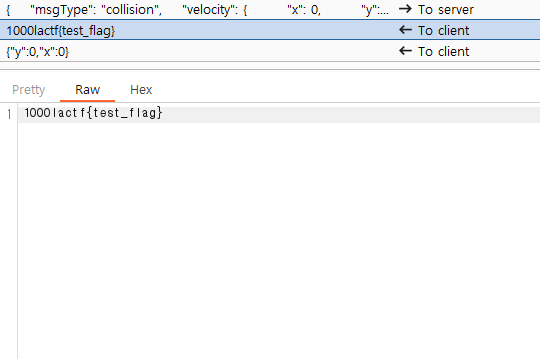 { "msgType": "collision", "velocity": { "x": 0, "y":... → To server
1000lactf{test_flag} ← To client
{"y":0,"x":0} ← To client
Pretty Raw Hex
1 1000lactf{test_flag}